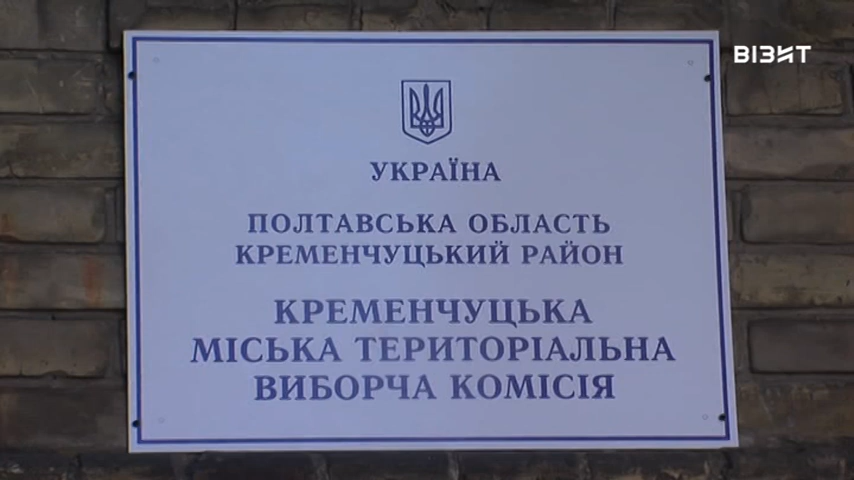 ВІЗИТ
УКРАЇНА
ПОЛТАВСЬКА ОБЛАСТЬ
КРЕМЕНЧУЦЬКИЙ РАЙОН
КРЕМЕНЧУЦЬКА
МІСЬКА ТЕРИТОРІАЛЬНА
ВИБОРЧА КОМІСІЯ